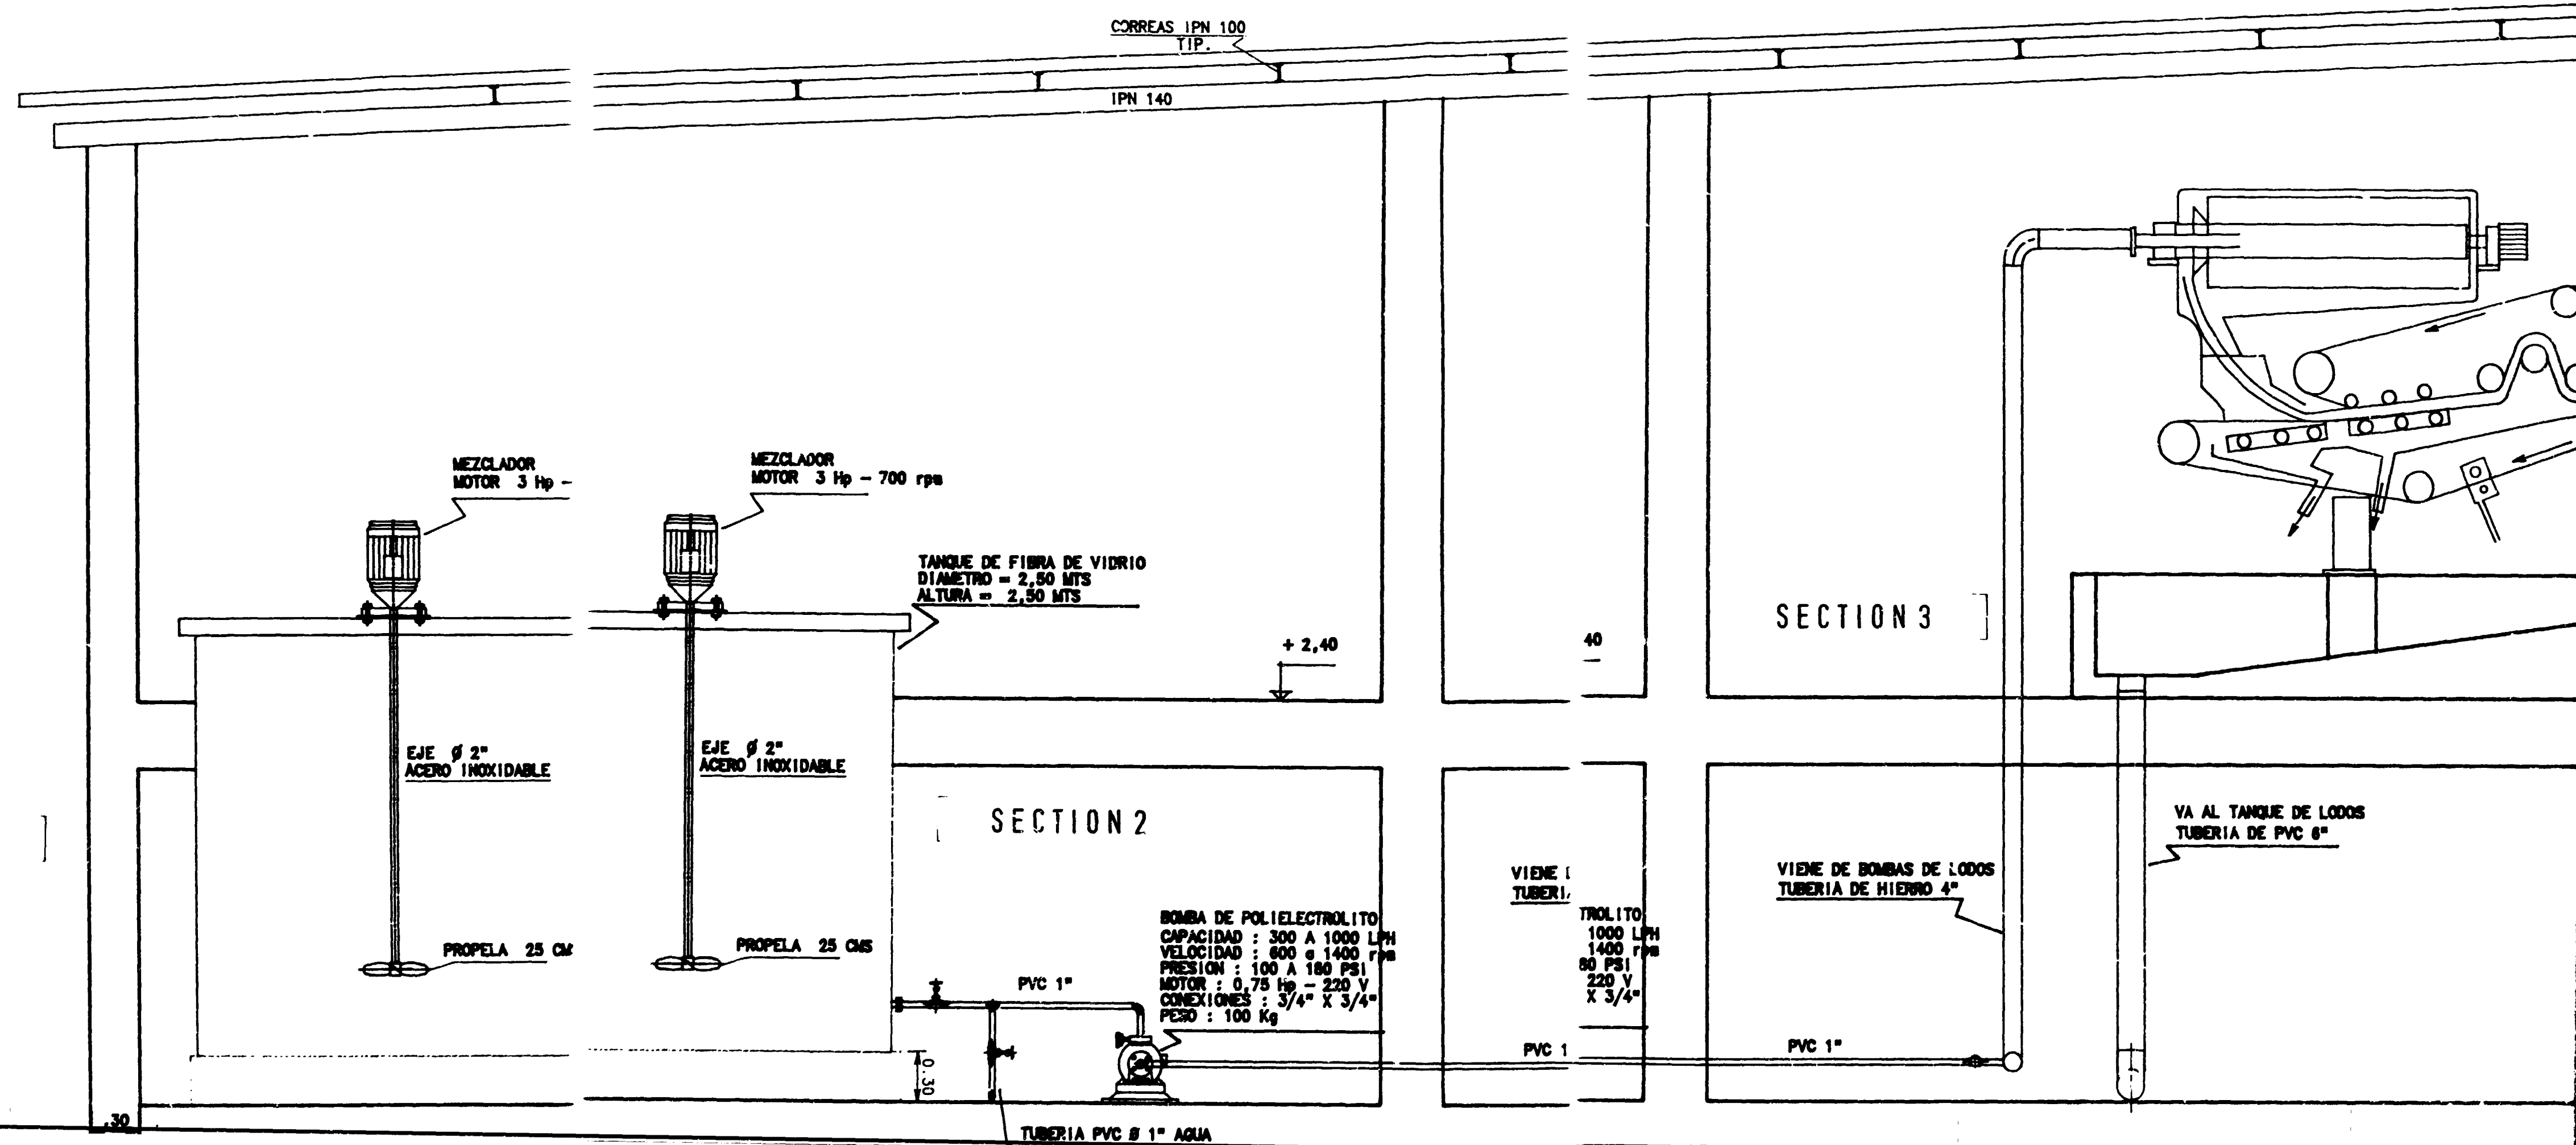 CORREAS IPN 100
TIP.
IPN 140
MEZCLADOR
MOTOR 3 Hp -
MEZCLADOR
MOTOR 3 Hp - 700 rpm
TANQUE DE FIBRA DE VIDRIO
DIAMETRO = 2,50 MTS
ALTURA = 2,50 MTS
+ 2,40
40
SECTION 3
EJE Ø 2"
ACERO INOXIDABLE
EJE Ø 2"
ACERO INOXIDABLE
SECTION 2
VA AL TANQUE DE LODOS
TUBERIA DE PVC 6"
VIENE
TUBERI
VIENE DE BOMBAS DE LODOS
TUBERIA DE HIERRO 4"
PROPELA 25 CM
PROPELA 25 CMS
BOMBA DE POLIELECTROLITO
CAPACIDAD : 300 A 1000 LPH
VELOCIDAD : 600 a 1400 rpm
PRESION : 100 A 180 PSI
MOTOR : 0,75 Hp - 220 V
CONEXIONES : 3/4" X 3/4"
PESO : 100 Kg
TROLITO
1000 LPH
1400 rpm
80 PSI
220 V
X 3/4"
PVC 1"
PVC 1
PVC 1"
0.30
.30
TUBERIA PVC Ø 1" AGUA